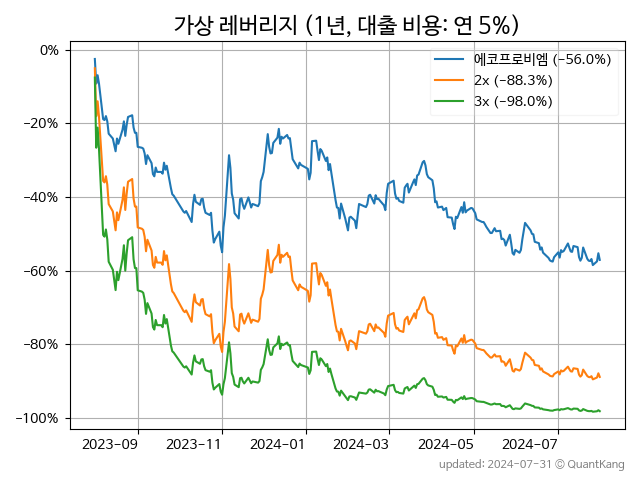 가상 레버리지 (1년, 대출 비용: 연 5%)
에코프로비엠 (-56.0%)
2x (-88.3%)
3x (-98.0%)
0%
-20%
-40%
-60%
-80%
-100%
2023-09 2023-11 2024-01 2024-03 2024-05 2024-07
updated: 2024-07-31 © QuantKang